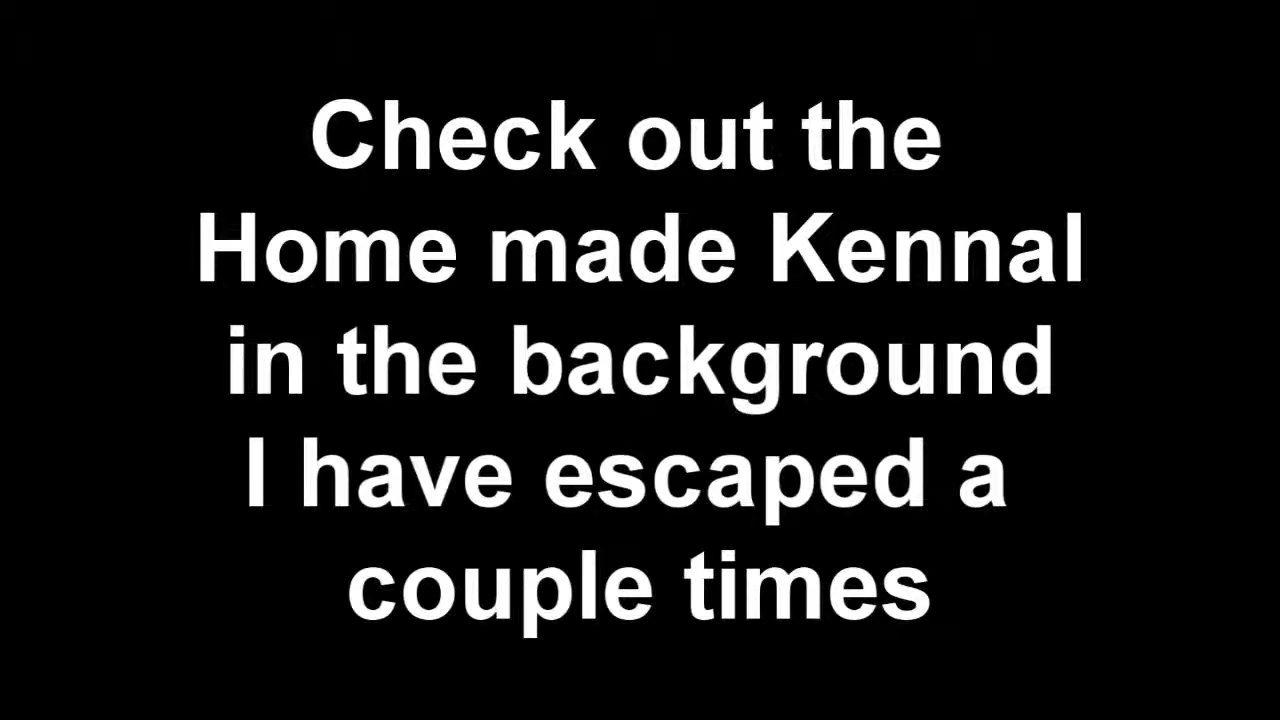 Check out the
Home made Kennal
in the background
I have escaped a
couple times